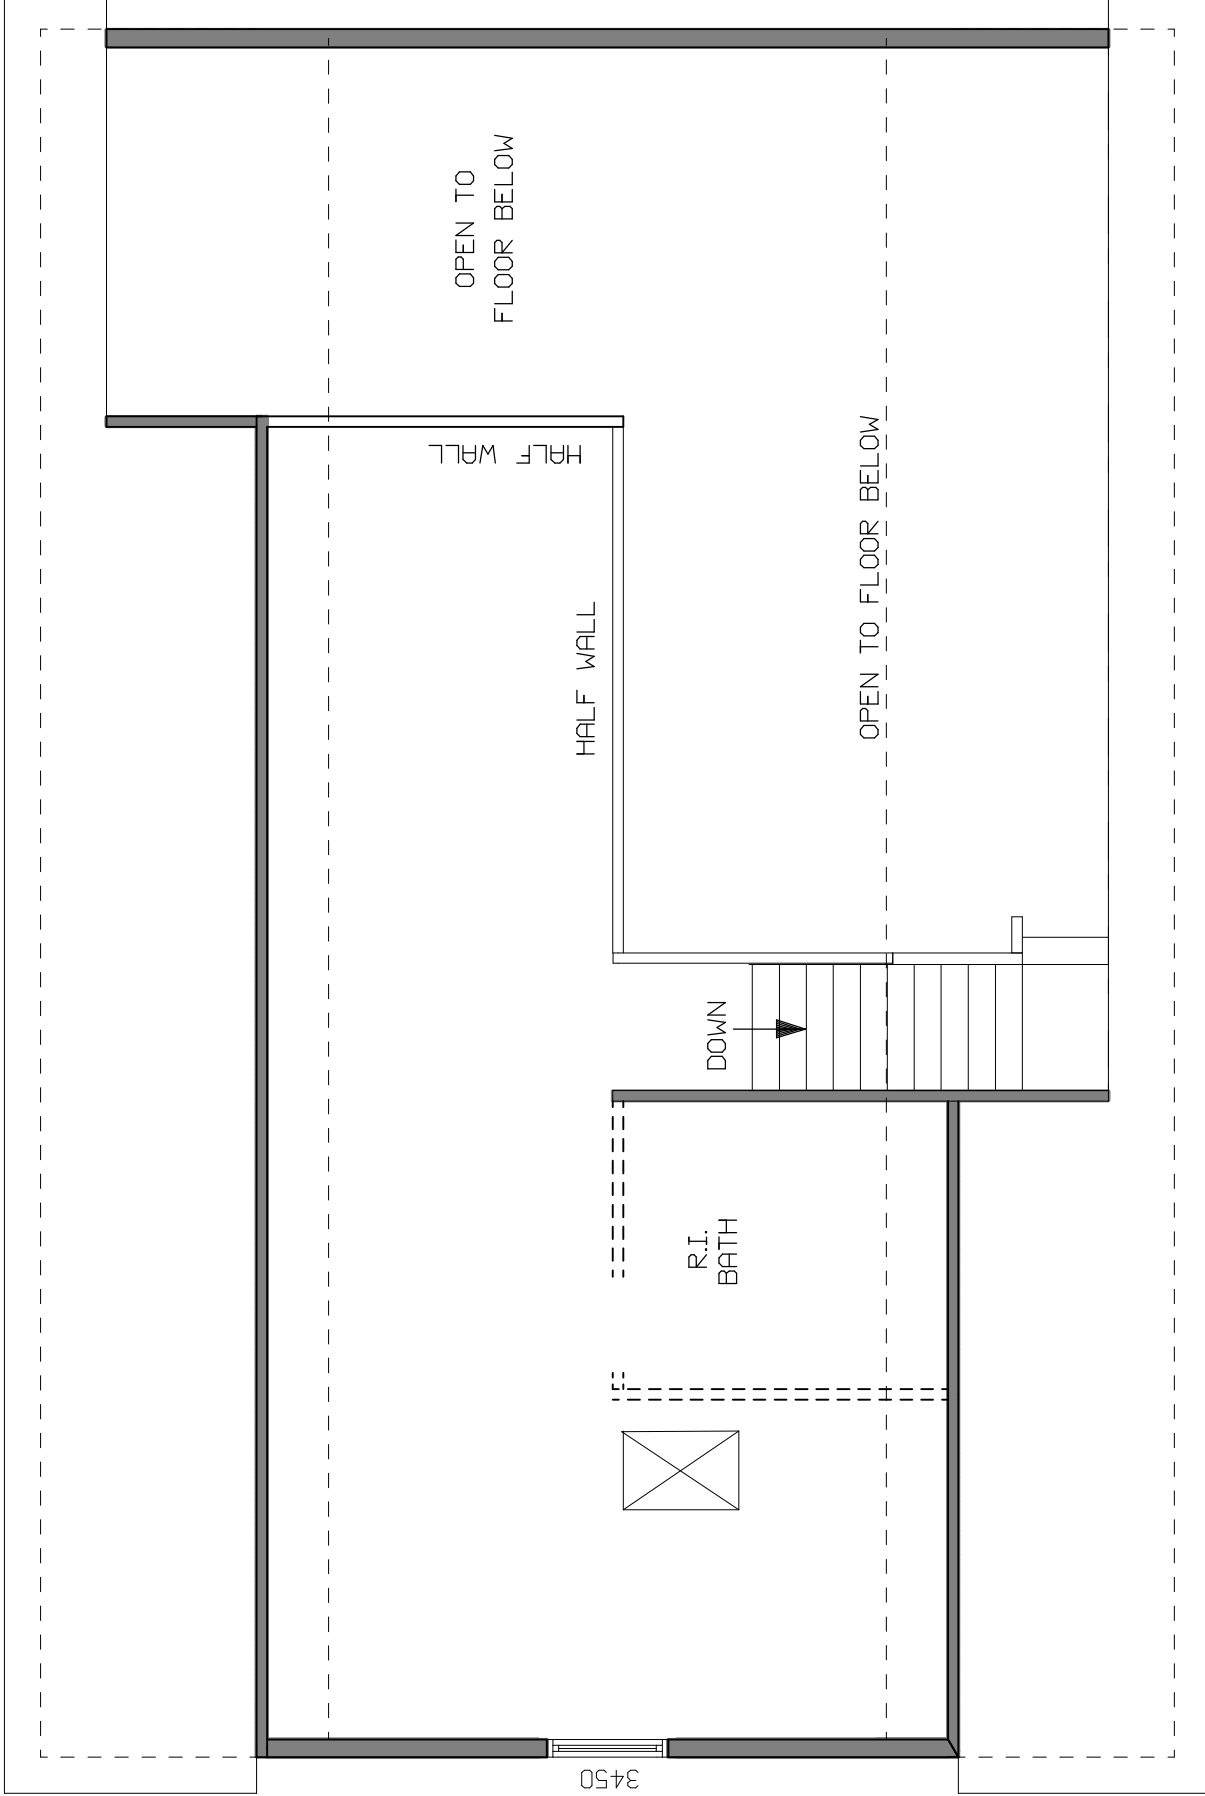 OPEN TO
FLOOR BELOW
HALF WALL
HALF WALL
OPEN TO FLOOR BELOW
DOWN
R.I.
BATH
3450